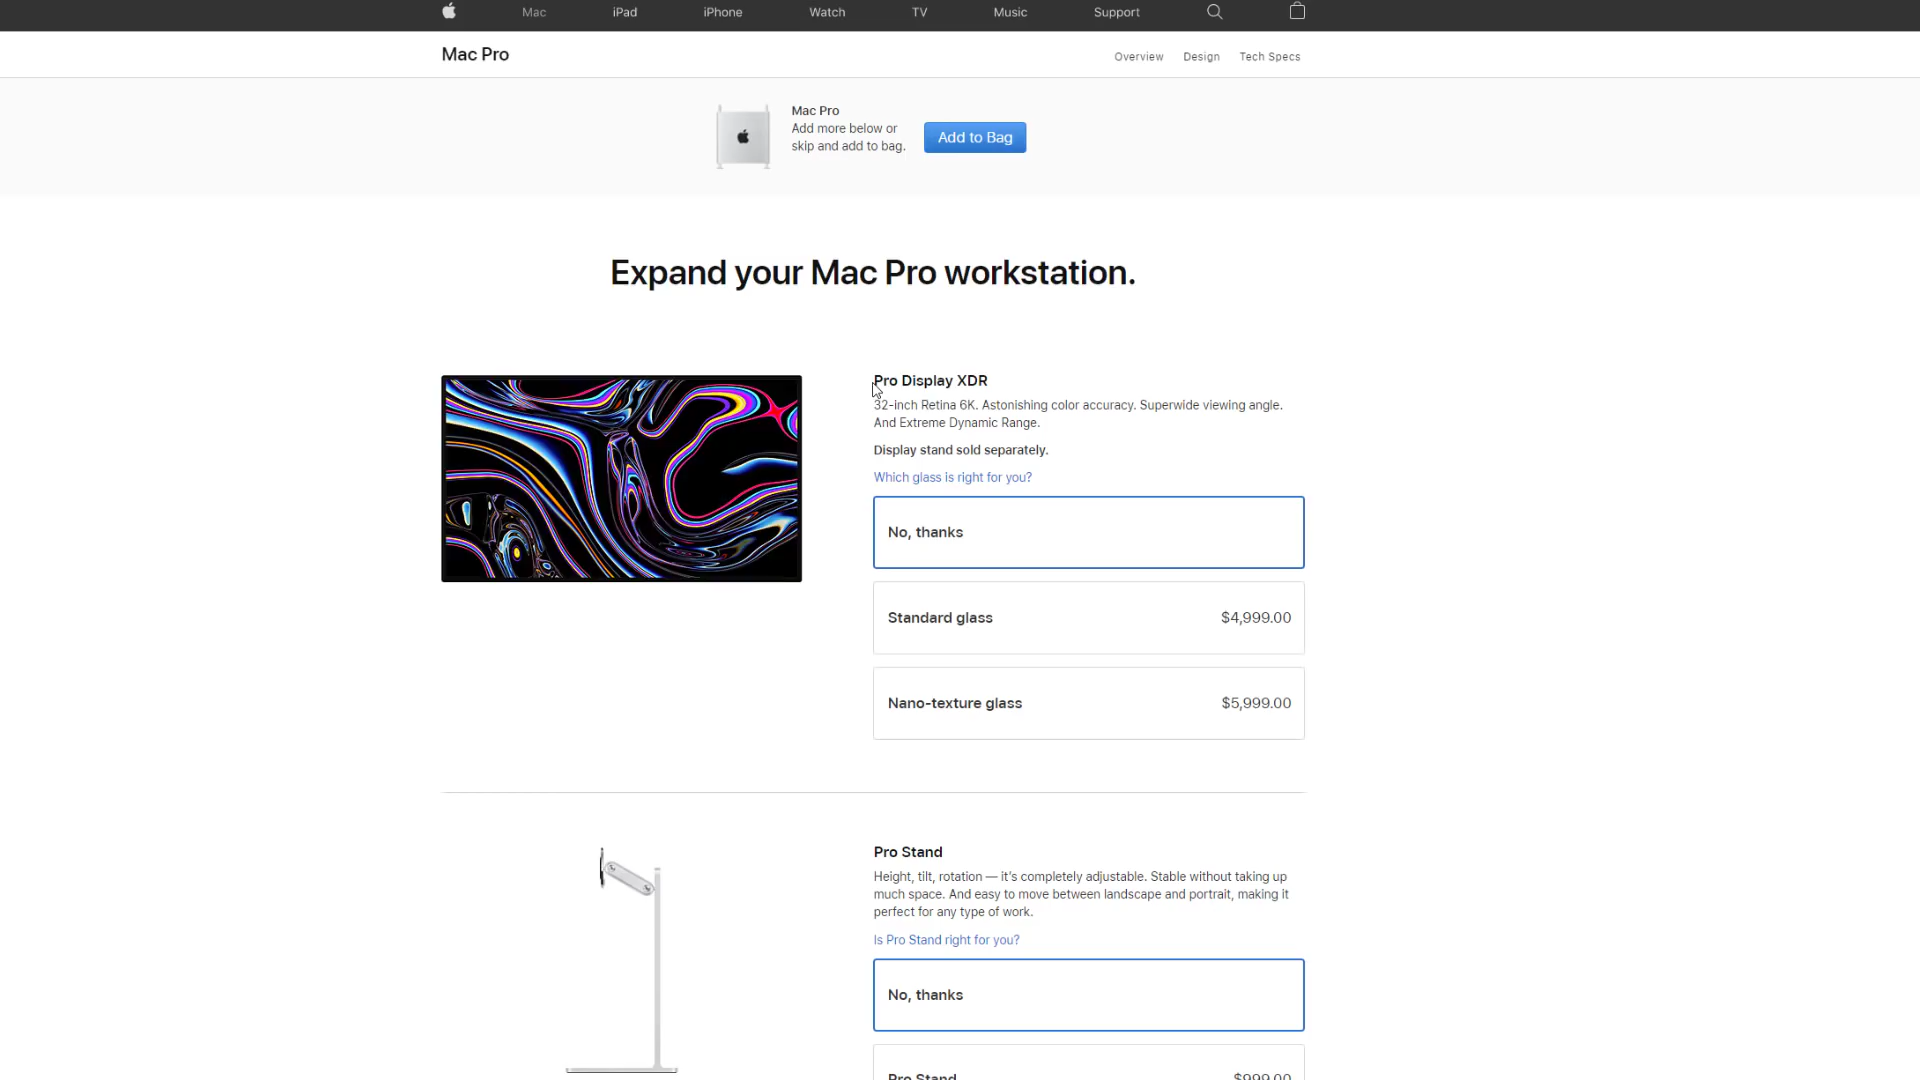 Mac
iPad
iPhone
Watch
TV
Music
Support
Mac Pro
Overview
Design
Tech Specs
Mac Pro
Add more below or
skip and add to bag.
Add to Bag
Expand your Mac Pro workstation.
Pro Display XDR
32-inch Retina 6K. Astonishing color accuracy. Superwide viewing angle.
And Extreme Dynamic Range.
Display stand sold separately.
Which glass is right for you?
No, thanks
Standard glass $4,999.00
Nano-texture glass $5,999.00
Pro Stand
Height, tilt, rotation — it's completely adjustable. Stable without taking up
much space. And easy to move between landscape and portrait, making it
perfect for any type of work.
Is Pro Stand right for you?
No, thanks
Pro Stand $999.00